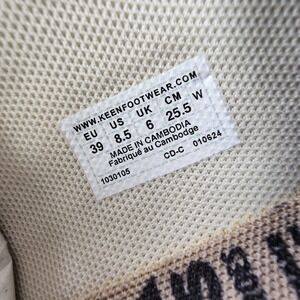 WWW.KEENFOOTWEAR.COM
EU US UK CM
39 8.5 6 25.5 W
MADE IN CAMBODIA
Fabriqué au Cambodge
1030105 CD-C 010624